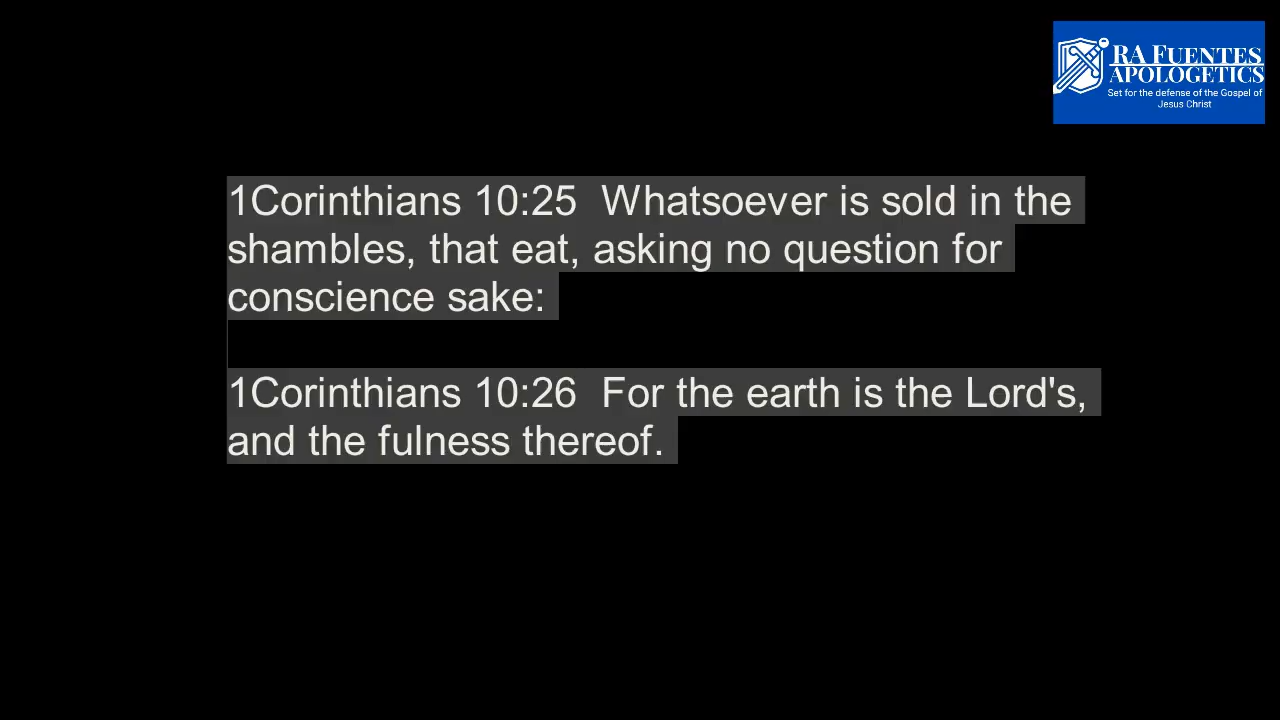 RA FUENTES
APOLOGETICS
Set for the defense of the Gospel of
Jesus Christ
1Corinthians 10:25  Whatsoever is sold in the
shambles, that eat, asking no question for
conscience sake:
1Corinthians 10:26  For the earth is the Lord's,
and the fulness thereof.